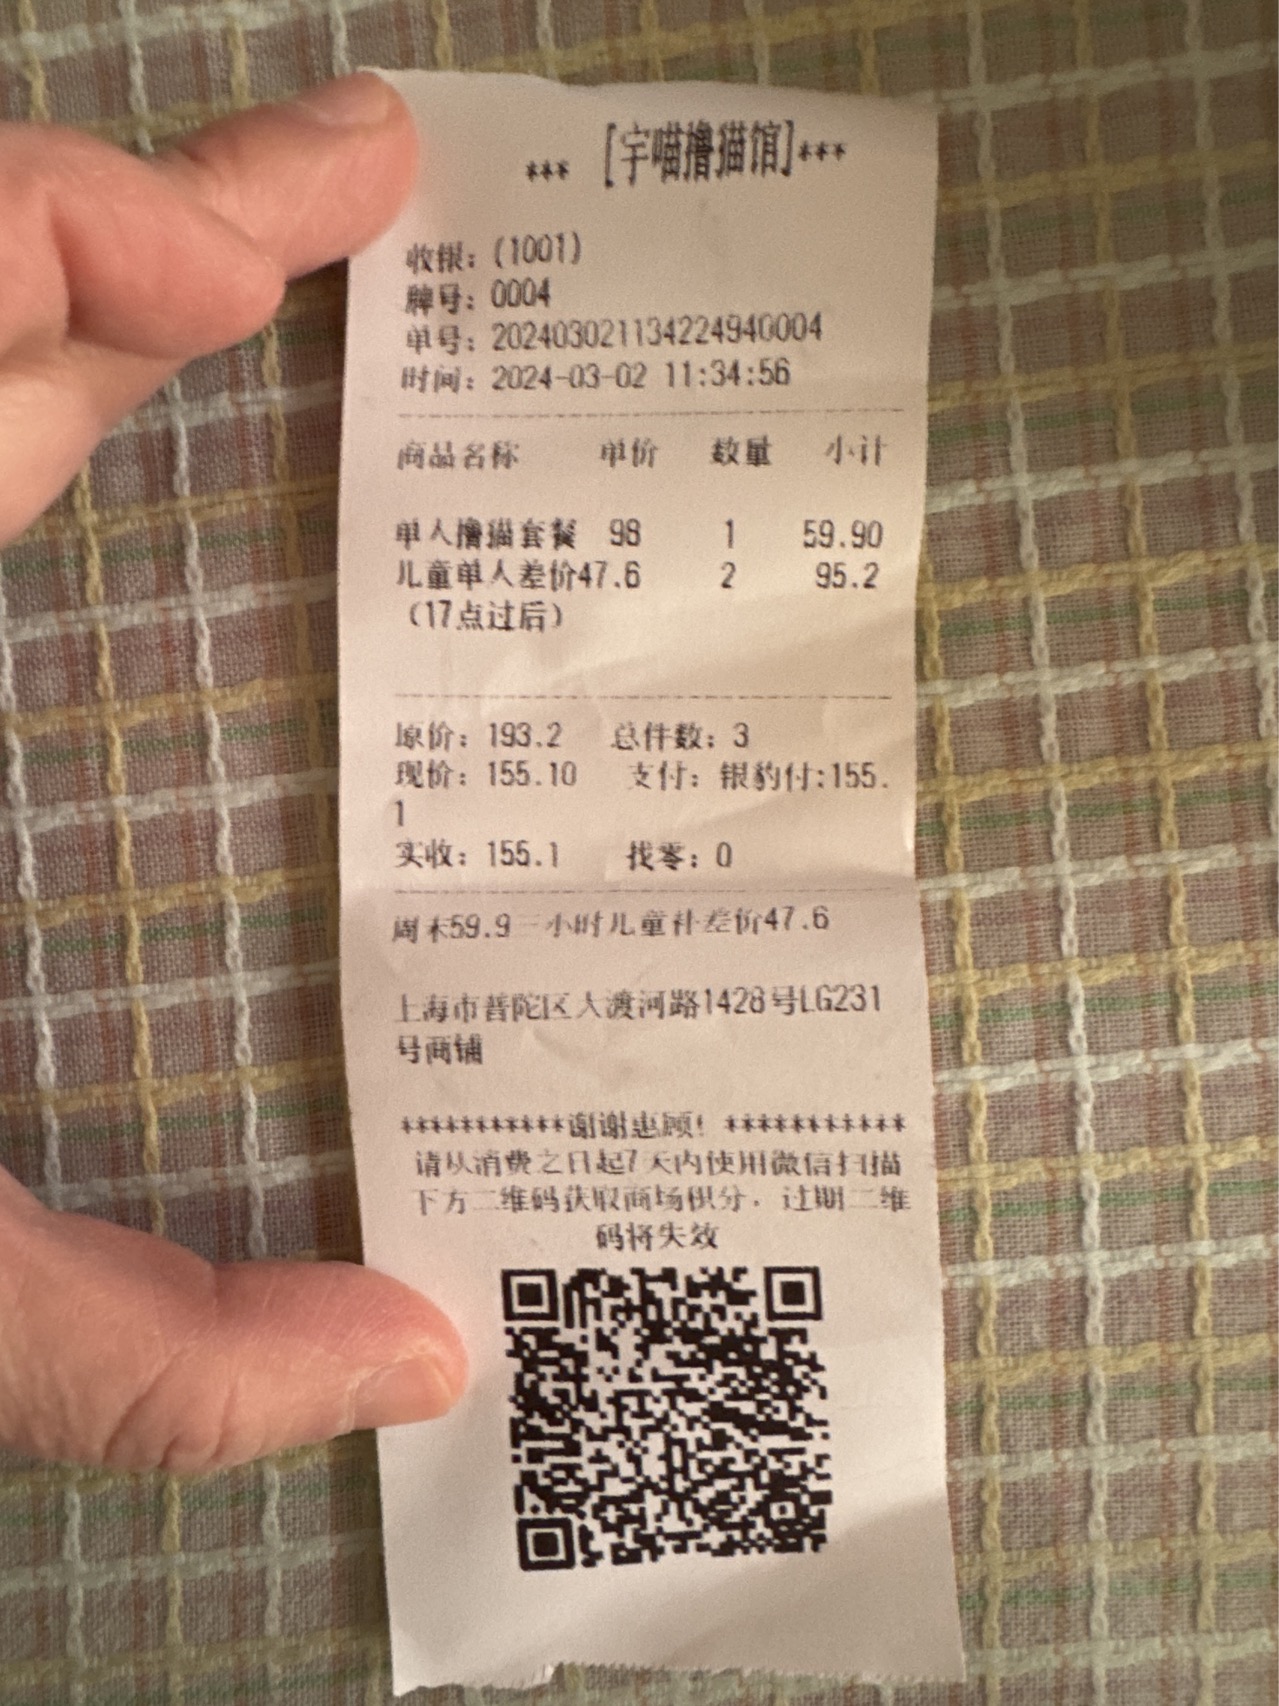 *** [宇喵撸猫馆]***
收银：(1001)
牌号：0004
单号：202403021134224940004
时间：2024-03-02 11:34:56
商品名称 单价 数量 小计
单人撸猫套餐 98 1 59.90
儿童单人差价47.6 2 95.2
（17点过后）
原价：193.2 总件数：3
现价：155.10 支付：银豹付:155.
1
实收：155.1 找零：0
周末59.9三小时儿童补差价47.6
上海市普陀区大渡河路1428号LG231
号商铺
***********谢谢惠顾！***********
请从消费之日起7天内使用微信扫描
下方二维码获取商场积分．过期二维
码将失效